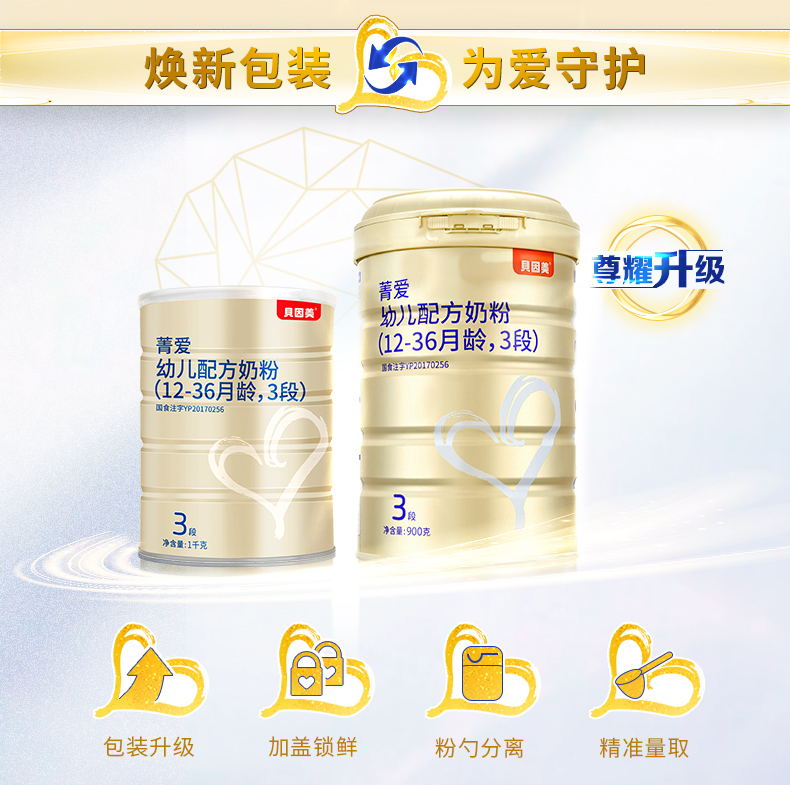 焕新包装 为爱守护
贝因美
菁爱
幼儿配方奶粉
(12-36月龄,3段)
国食注字YP20170256
3段
净含量:1千克
贝因美
菁爱
幼儿配方奶粉
(12-36月龄,3段)
国食注字YP20170256
3段
净含量:900克
尊耀升级
包装升级
加盖锁鲜
粉勺分离
精准量取